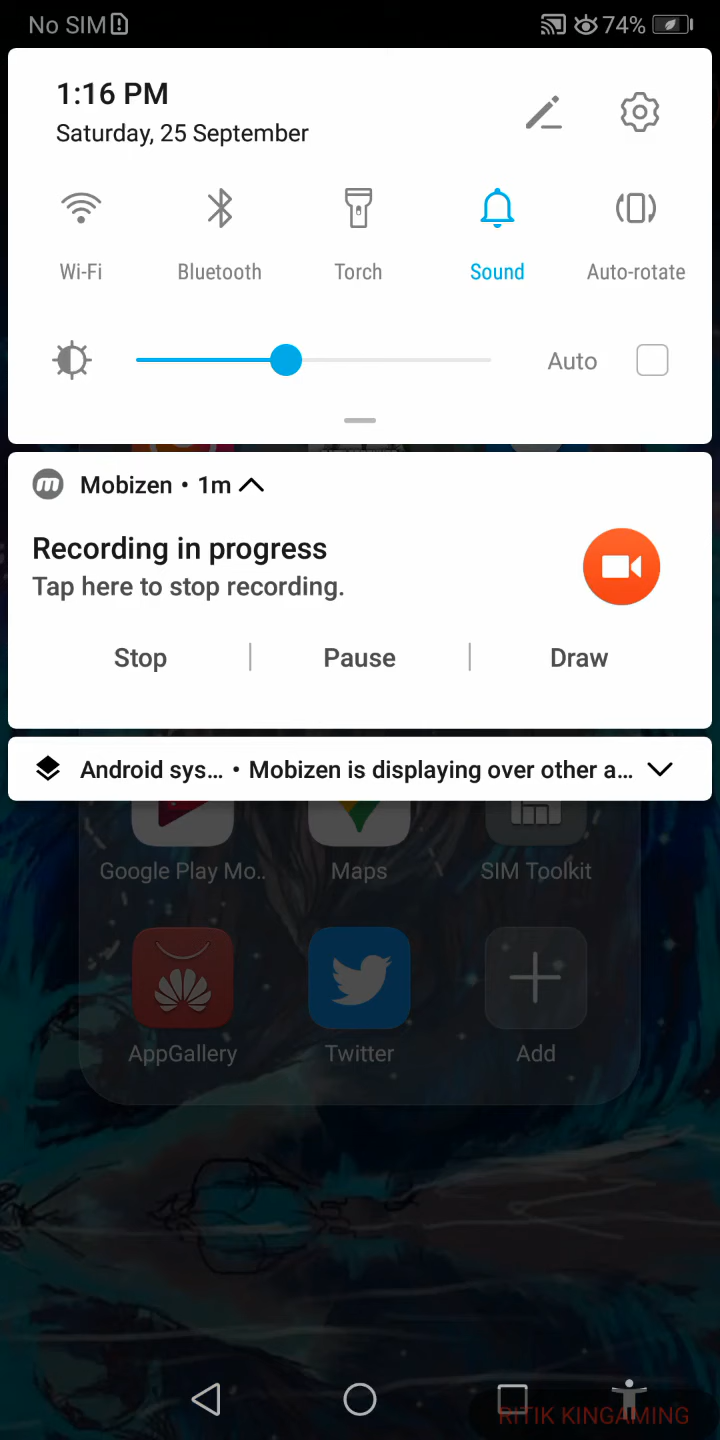 No SIM 74%
1:16 PM
Saturday, 25 September
Wi-Fi Bluetooth Torch Sound Auto-rotate
Auto
Mobizen • 1m
Recording in progress
Tap here to stop recording.
Stop Pause Draw
Android sys... • Mobizen is displaying over other a...
Google Play Mo.. Maps SIM Toolkit
AppGallery Twitter Add
RITIK KINGAMING